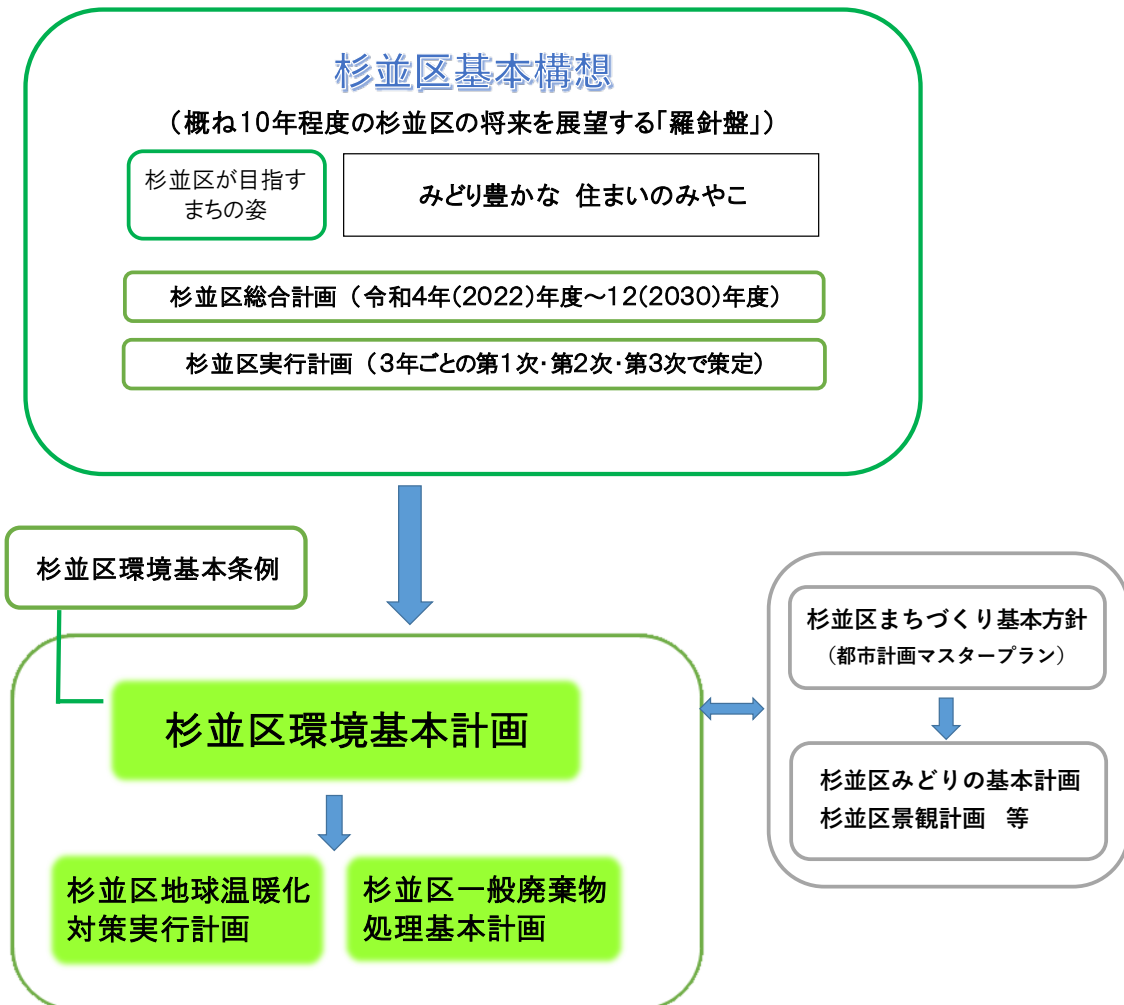 杉並区基本構想
(概ね10年程度の杉並区の将来を展望する「羅針盤」)
杉並区が目指す
まちの姿
みどり豊かな 住まいのみやこ
杉並区総合計画 (令和4年(2022)年度～12(2030)年度)
杉並区実行計画 (3年ごとの第1次・第2次・第3次で策定)
杉並区環境基本条例
杉並区環境基本計画
杉並区地球温暖化
対策実行計画
杉並区一般廃棄物
処理基本計画
杉並区まちづくり基本方針
(都市計画マスタープラン)
杉並区みどりの基本計画
杉並区景観計画 等